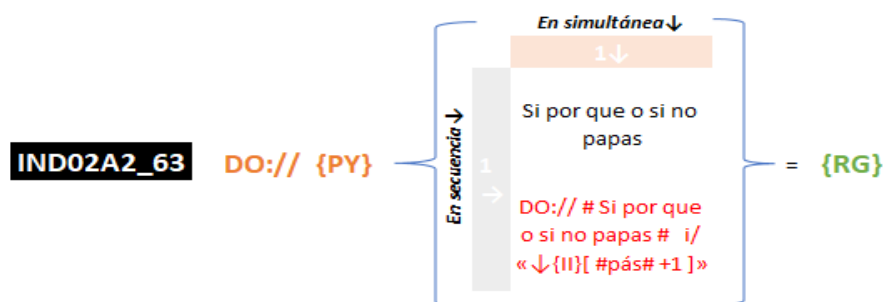 En simultánea↓
1↓
En secuencia ↓
1
→
Si por que o si no
papas
IND02A2_63 DO:// {PY} = {RG}
DO:// # Si por que
o si no papas # i/
« ↓{II}[ #pás# +1 ]»